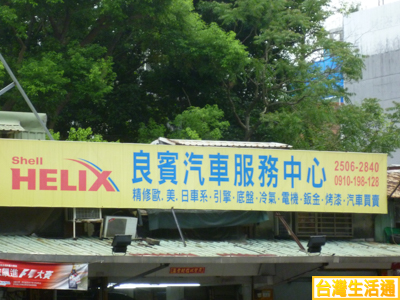 Shell
HELIX
良賓汽車服務中心
2506-2840
0910-198-128
精修歐.美.日車系·引擎·底盤·冷氣·電機·鈑金·烤漆·汽車買賣
大賽
台灣生活通